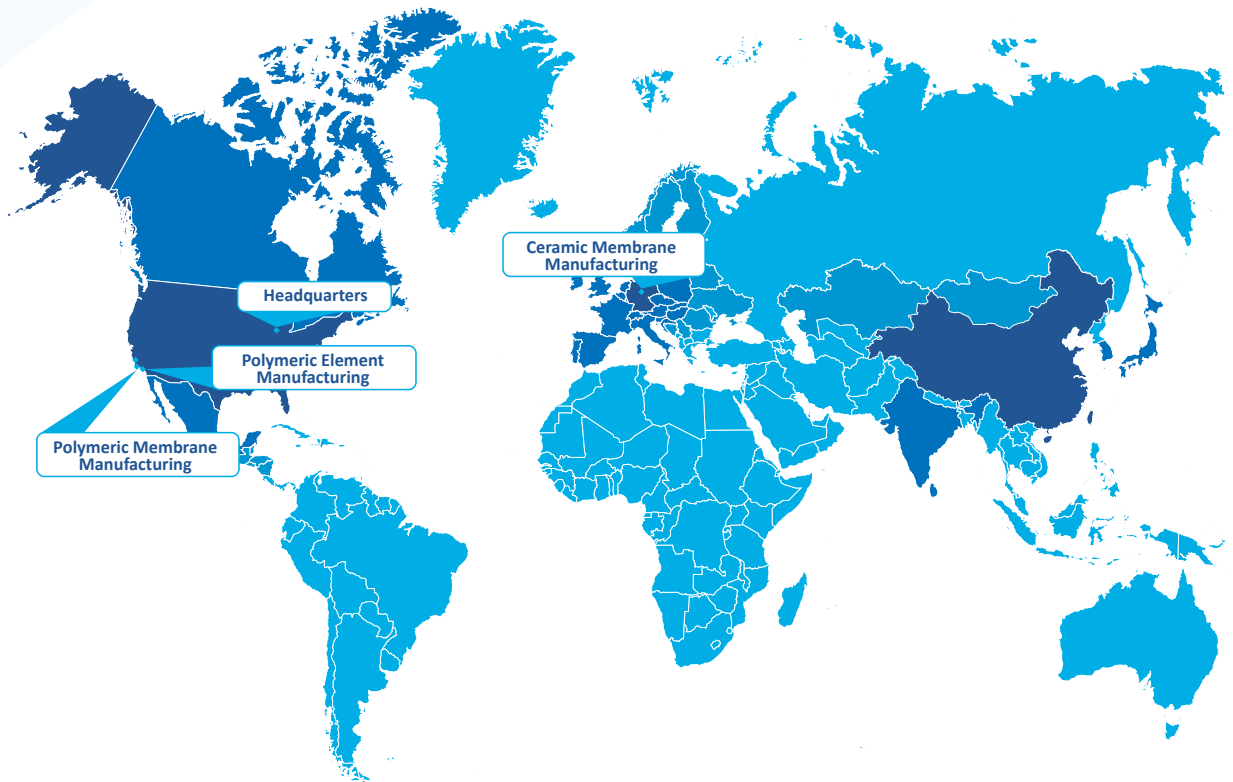 Ceramic Membrane
Manufacturing
Headquarters
Polymeric Element
Manufacturing
Polymeric Membrane
Manufacturing